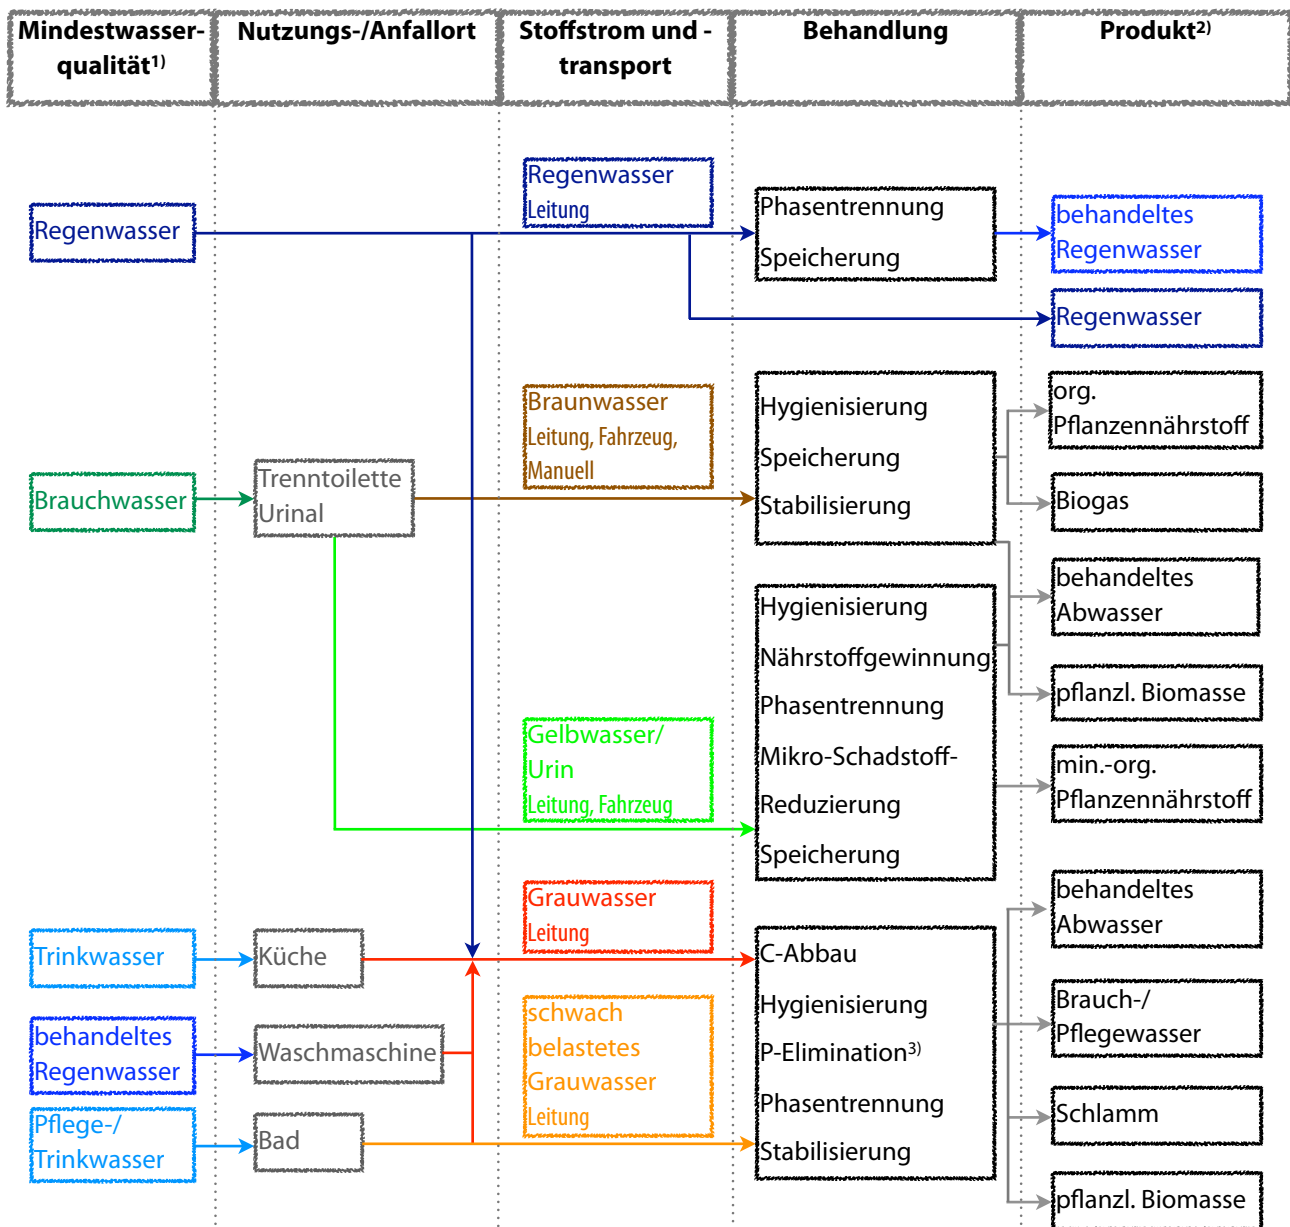 Mindestwasser-
qualität1)
Nutzungs-/Anfallort
Stoffstrom und -
transport
Behandlung
Produkt2)
Regenwasser
Regenwasser
Leitung
Phasentrennung
Speicherung
behandeltes
Regenwasser
Regenwasser
Brauchwasser
Trenntoilette
Urinal
Braunwasser
Leitung, Fahrzeug,
Manuell
Hygienisierung
Speicherung
Stabilisierung
org.
Pflanzennährstoff
Biogas
behandeltes
Abwasser
pflanzl. Biomasse
Gelbwasser/
Urin
Leitung, Fahrzeug
Hygienisierung
Nährstoffgewinnung
Phasentrennung
Mikro-Schadstoff-
Reduzierung
Speicherung
min.-org.
Pflanzennährstoff
Trinkwasser
Küche
Grauwasser
Leitung
behandeltes
Regenwasser
Waschmaschine
Pflege-/
Trinkwasser
Bad
schwach
belastetes
Grauwasser
Leitung
C-Abbau
Hygienisierung
P-Elimination3)
Phasentrennung
Stabilisierung
behandeltes
Abwasser
Brauch-/
Pflegewasser
Schlamm
pflanzl. Biomasse